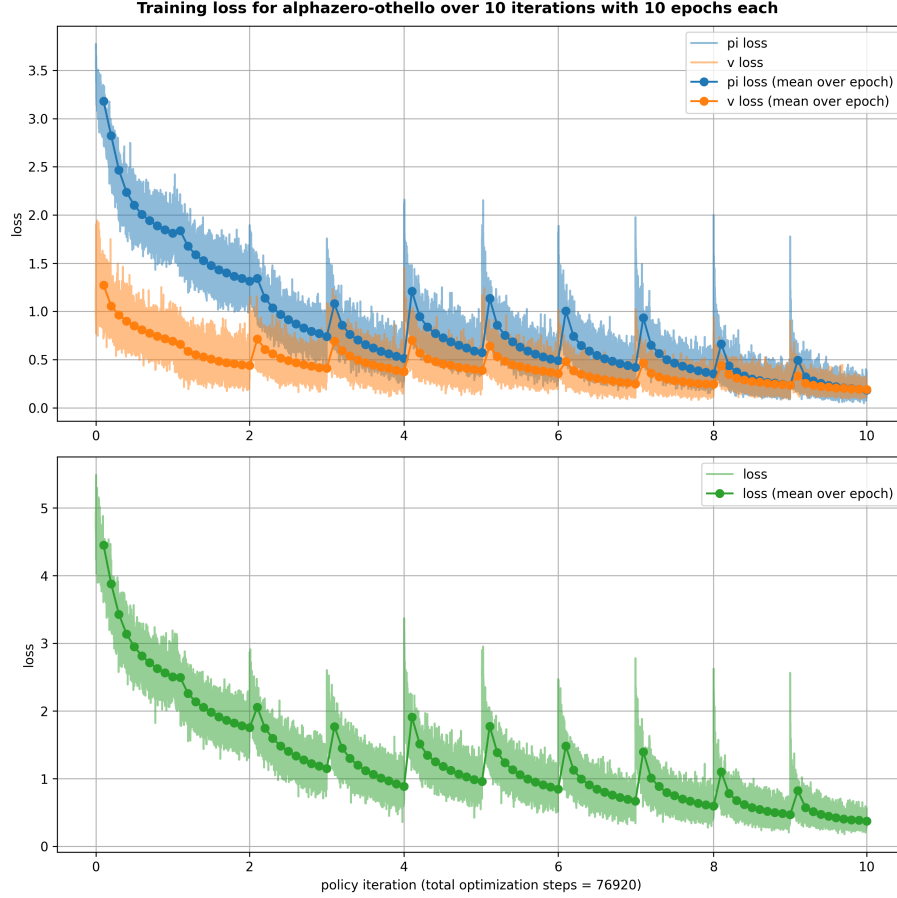 Training loss for alphazero-othello over 10 iterations with 10 epochs each
pi loss
v loss
pi loss (mean over epoch)
v loss (mean over epoch)
loss
3.5
3.0
2.5
2.0
1.5
1.0
0.5
0.0
0 2 4 6 8 10
loss
loss (mean over epoch)
loss
5
4
3
2
1
0
0 2 4 6 8 10
policy iteration (total optimization steps = 76920)